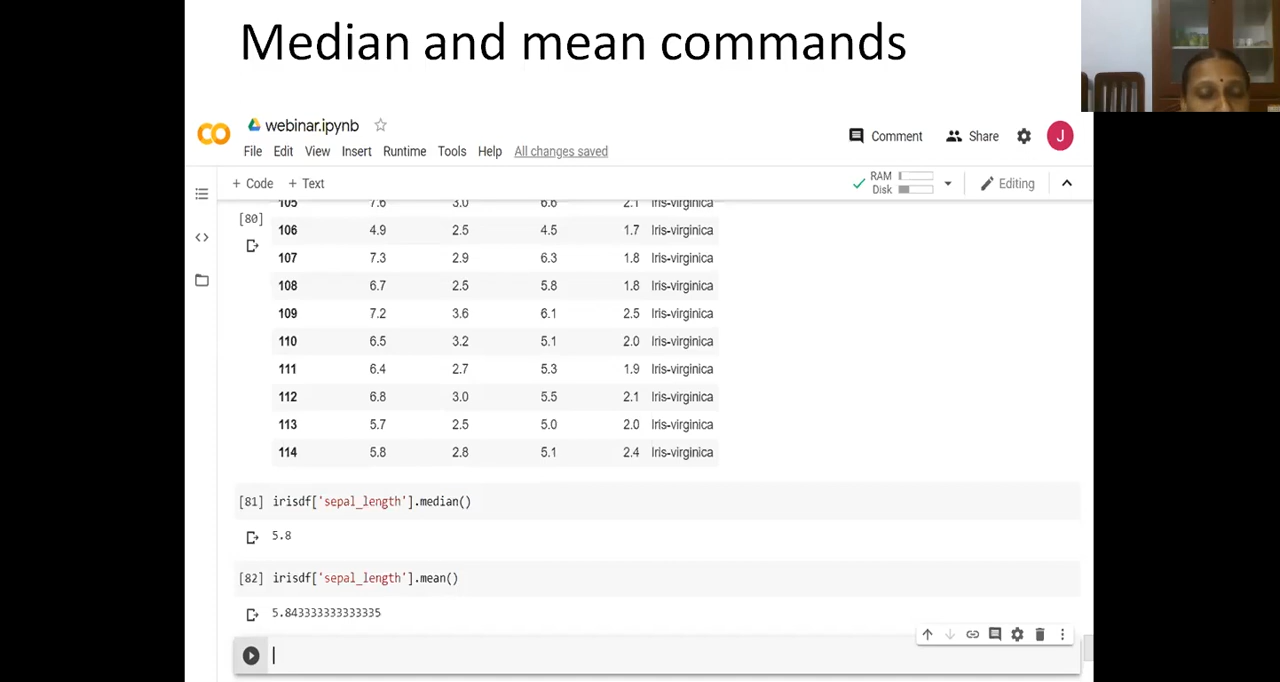 Median and mean commands
webinar.ipynb
Comment
Share
J
File Edit View Insert Runtime Tools Help All changes saved
+ Code + Text
RAM
Disk
Editing
105 7.6 3.0 6.6 2.1 Iris-virginica
[80]
106 4.9 2.5 4.5 1.7 Iris-virginica
107 7.3 2.9 6.3 1.8 Iris-virginica
108 6.7 2.5 5.8 1.8 Iris-virginica
109 7.2 3.6 6.1 2.5 Iris-virginica
110 6.5 3.2 5.1 2.0 Iris-virginica
111 6.4 2.7 5.3 1.9 Iris-virginica
112 6.8 3.0 5.5 2.1 Iris-virginica
113 5.7 2.5 5.0 2.0 Iris-virginica
114 5.8 2.8 5.1 2.4 Iris-virginica
[81] irisdf['sepal_length'].median()
5.8
[82] irisdf['sepal_length'].mean()
5.843333333333335